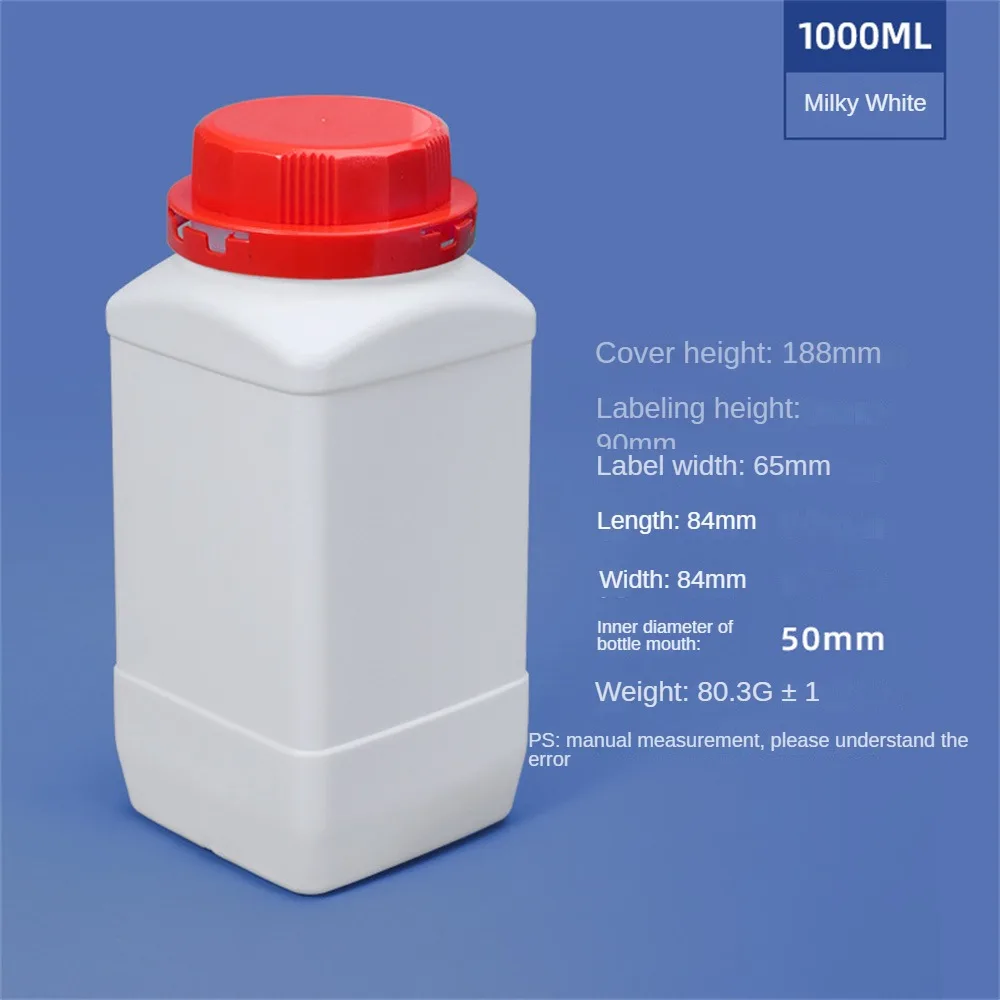 1000ML
Milky White
Cover height: 188mm
Labeling height:
90mm
Label width: 65mm
Length: 84mm
Width: 84mm
Inner diameter of
bottle mouth:
50mm
Weight: 80.3G ± 1
PS: manual measurement, please understand the
error